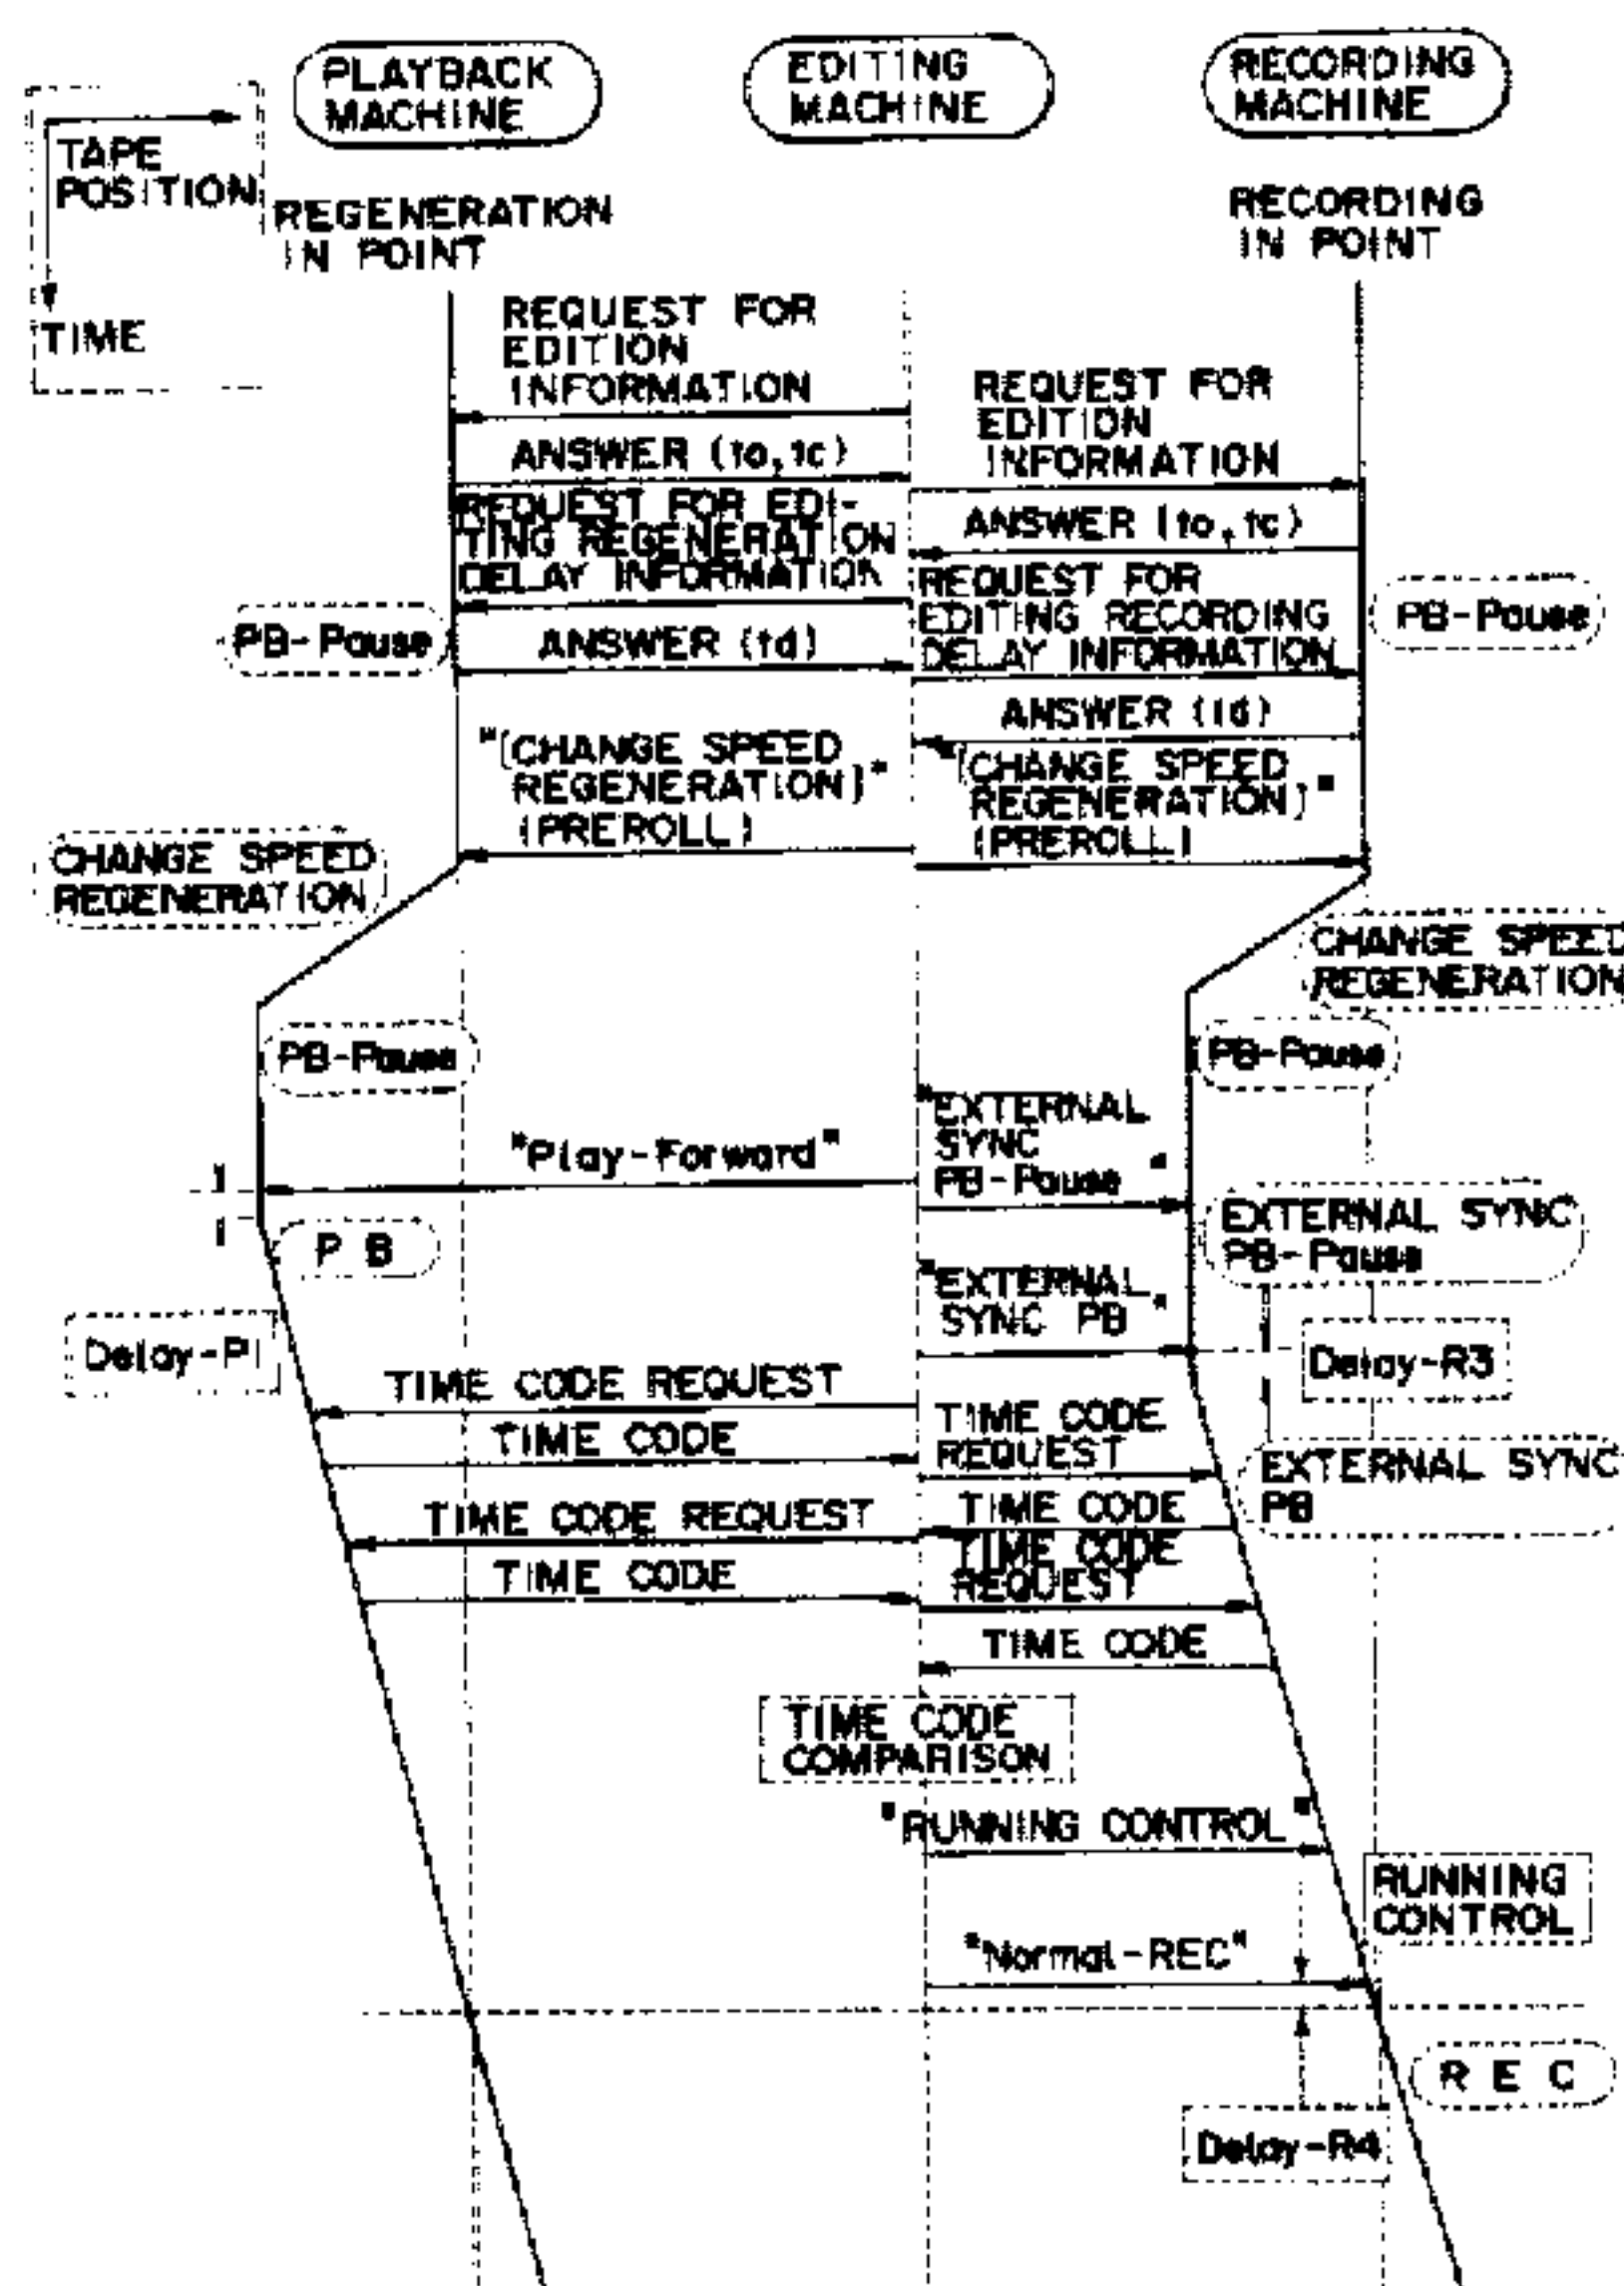 PLAYBACK
MACHINE
EDITING
MACHINE
RECORDING
MACHINE
TAPE
POSITION
TIME
REGENERATION
IN POINT
RECORDING
IN POINT
REQUEST FOR
EDITION
INFORMATION
REQUEST FOR
EDITION
INFORMATION
ANSWER (to,tc)
ANSWER (to,tc)
REQUEST FOR EDI-
TING REGENERATION
DELAY INFORMATION
REQUEST FOR
EDITING RECORDING
DELAY INFORMATION
PB-Pause
PB-Pause
ANSWER (td)
ANSWER (td)
"(CHANGE SPEED
REGENERATION)"
(PREROLL)
"(CHANGE SPEED
REGENERATION)"
(PREROLL)
CHANGE SPEED
REGENERATION
CHANGE SPEED
REGENERATION
PB-Pause
PB-Pause
"Play-Forward"
"EXTERNAL
SYNC
PB-Pause"
PB
EXTERNAL SYNC
PB-Pause
"EXTERNAL
SYNC PB"
Delay-P
Delay-R3
TIME CODE REQUEST
TIME CODE
TIME CODE
REQUEST
EXTERNAL SYNC
PB
TIME CODE REQUEST
TIME CODE
TIME CODE
TIME CODE
REQUEST
TIME CODE
TIME CODE
COMPARISON
"RUNNING CONTROL"
RUNNING
CONTROL
"Normal-REC"
REC
Delay-R4